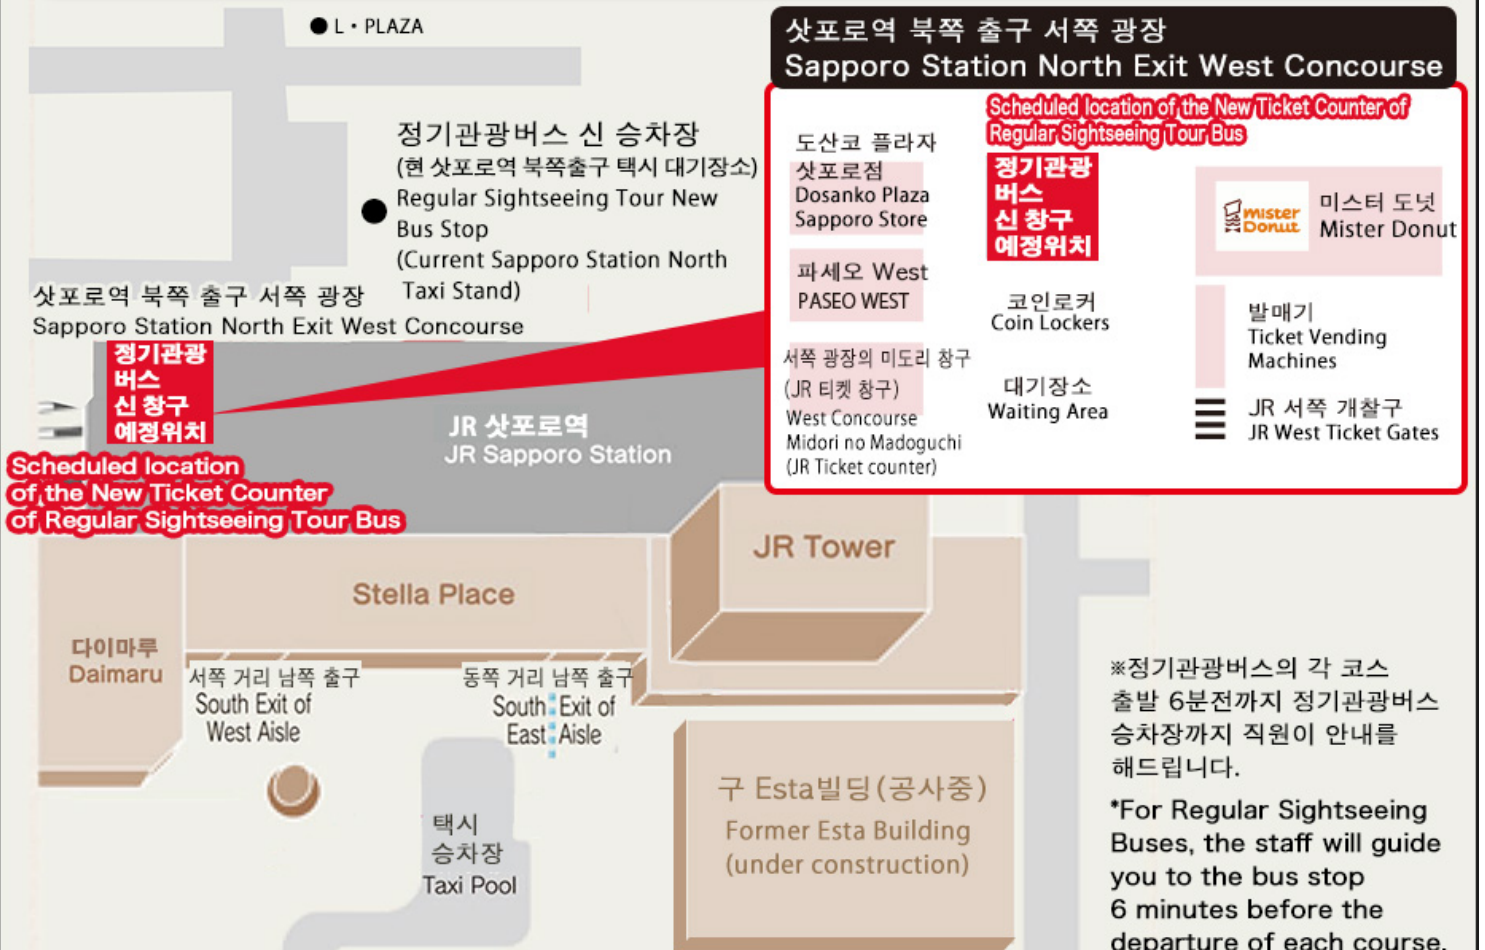 L・PLAZA
삿포로역 북쪽 출구 서쪽 광장
Sapporo Station North Exit West Concourse
Scheduled location of the New Ticket Counter of
Regular Sightseeing Tour Bus
도산코 플라자
삿포로점
Dosanko Plaza
Sapporo Store
정기관광
버스
신 창구
예정위치
mister
Donut
미스터 도넛
Mister Donut
파세오 West
PASEO WEST
코인로커
Coin Lockers
발매기
Ticket Vending
Machines
서쪽 광장의 미도리 창구
(JR 티켓 창구)
West Concourse
Midori no Madoguchi
(JR Ticket counter)
대기장소
Waiting Area
JR 서쪽 개찰구
JR West Ticket Gates
정기관광버스 신 승차장
(현 삿포로역 북쪽출구 택시 대기장소)
Regular Sightseeing Tour New
Bus Stop
(Current Sapporo Station North
Taxi Stand)
삿포로역 북쪽 출구 서쪽 광장
Sapporo Station North Exit West Concourse
정기관광
버스
신 창구
예정위치
Scheduled location
of the New Ticket Counter
of Regular Sightseeing Tour Bus
JR 삿포로역
JR Sapporo Station
JR Tower
Stella Place
다이마루
Daimaru
서쪽 거리 남쪽 출구
South Exit of
West Aisle
동쪽 거리 남쪽 출구
South Exit of
East Aisle
택시
승차장
Taxi Pool
구 Esta빌딩(공사중)
Former Esta Building
(under construction)
※정기관광버스의 각 코스
출발 6분전까지 정기관광버스
승차장까지 직원이 안내를
해드립니다.
*For Regular Sightseeing
Buses, the staff will guide
you to the bus stop
6 minutes before the
departure of each course.